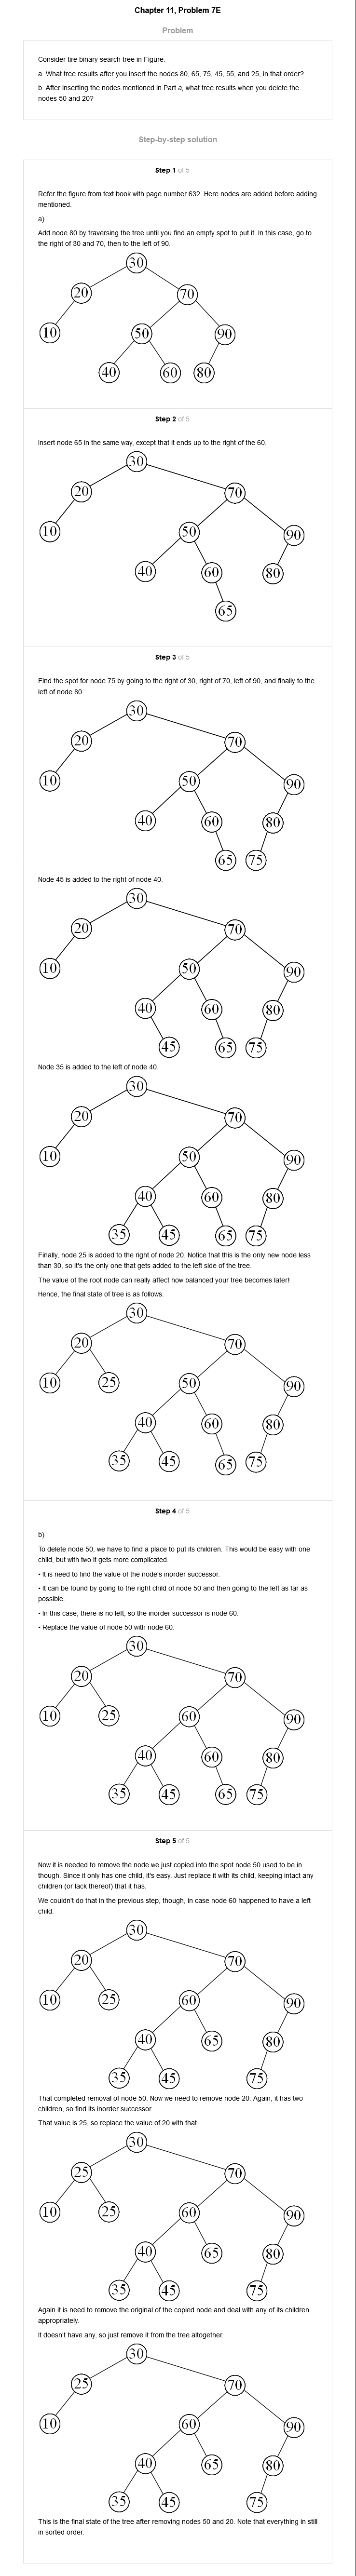 Chapter 11, Problem 7E
Problem
Consider tire binary search tree in Figure.
a. What tree results after you insert the nodes 80, 65, 75, 45, 55, and 25, in that order?
b. After inserting the nodes mentioned in Part a, what tree results when you delete the
nodes 50 and 20?
Step-by-step solution
Step 1 of 5
Refer the figure from text book with page number 632. Here nodes are added before adding
mentioned.
a)
Add node 80 by traversing the tree until you find an empty spot to put it. In this case, go to
the right of 30 and 70, then to the left of 90.
30
20 70
10 50 90
40 60 80
Step 2 of 5
Insert node 65 in the same way, except that it ends up to the right of the 60.
30
20 70
10 50 90
40 60 80
65
Step 3 of 5
Find the spot for node 75 by going to the right of 30, right of 70, left of 90, and finally to the
left of node 80.
30
20 70
10 50 90
40 60 80
65 75
Node 45 is added to the right of node 40.
30
20 70
10 50 90
40 60 80
45 65 75
Node 35 is added to the left of node 40.
30
20 70
10 50 90
40 60 80
35 45 65 75
Finally, node 25 is added to the right of node 20. Notice that this is the only new node less
than 30, so it's the only one that gets added to the left side of the tree.
The value of the root node can really affect how balanced your tree becomes later!
Hence, the final state of tree is as follows.
30
20 70
10 25 50 90
40 60 80
35 45 65 75
Step 4 of 5
b)
To delete node 50, we have to find a place to put its children. This would be easy with one
child, but with two it gets more complicated.
• It is need to find the value of the node's inorder successor.
• It can be found by going to the right child of node 50 and then going to the left as far as
possible.
• In this case, there is no left, so the inorder successor is node 60.
• Replace the value of node 50 with node 60.
30
20 70
10 25 60 90
40 60 80
35 45 65 75
Step 5 of 5
Now it is needed to remove the node we just copied into the spot node 50 used to be in
though. Since it only has one child, it's easy. Just replace it with its child, keeping intact any
children (or lack thereof) that it has.
We couldn't do that in the previous step, though, in case node 60 happened to have a left
child.
30
20 70
10 25 60 90
40 65 80
35 45 75
That completed removal of node 50. Now we need to remove node 20. Again, it has two
children, so find its inorder successor.
That value is 25, so replace the value of 20 with that.
30
25 70
10 25 60 90
40 65 80
35 45 75
Again it is need to remove the original of the copied node and deal with any of its children
appropriately.
It doesn't have any, so just remove it from the tree altogether.
30
25 70
10 60 90
40 65 80
35 45 75
This is the final state of the tree after removing nodes 50 and 20. Note that everything in still
in sorted order.